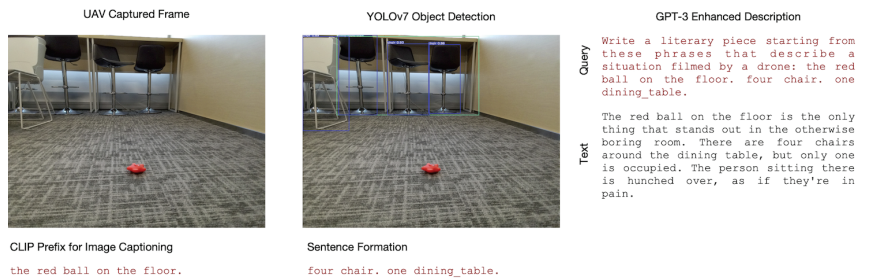 UAV Captured Frame
YOLOv7 Object Detection
GPT-3 Enhanced Description
Query
Write a literary piece starting from
these phrases that describe a
situation filmed by a drone: the red
ball on the floor. four chair. one
dining_table.
Text
The red ball on the floor is the only
thing that stands out in the otherwise
boring room. There are four chairs
around the dining table, but only one
is occupied. The person sitting there
is hunched over, as if they're in
pain.
CLIP Prefix for Image Captioning
the red ball on the floor.
Sentence Formation
four chair. one dining_table.